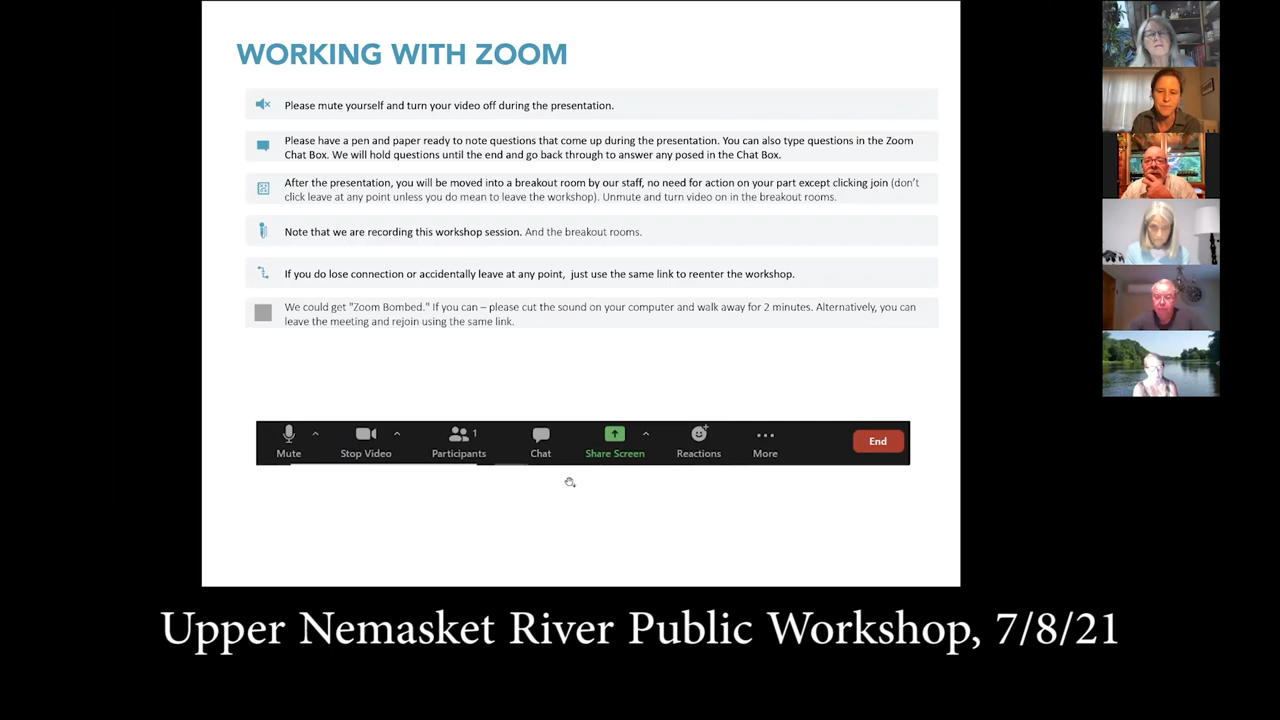 WORKING WITH ZOOM
Please mute yourself and turn your video off during the presentation.
Please have a pen and paper ready to note questions that come up during the presentation. You can also type questions in the Zoom
Chat Box. We will hold questions until the end and go back through to answer any posed in the Chat Box.
After the presentation, you will be moved into a breakout room by our staff, no need for action on your part except clicking join (don't
click leave at any point unless you do mean to leave the workshop). Unmute and turn video on in the breakout rooms.
Note that we are recording this workshop session. And the breakout rooms.
If you do lose connection or accidentally leave at any point, just use the same link to reenter the workshop.
We could get "Zoom Bombed." If you can – please cut the sound on your computer and walk away for 2 minutes. Alternatively, you can
leave the meeting and rejoin using the same link.
Mute Stop Video Participants 1 Chat Share Screen Reactions More End
Upper Nemasket River Public Workshop, 7/8/21